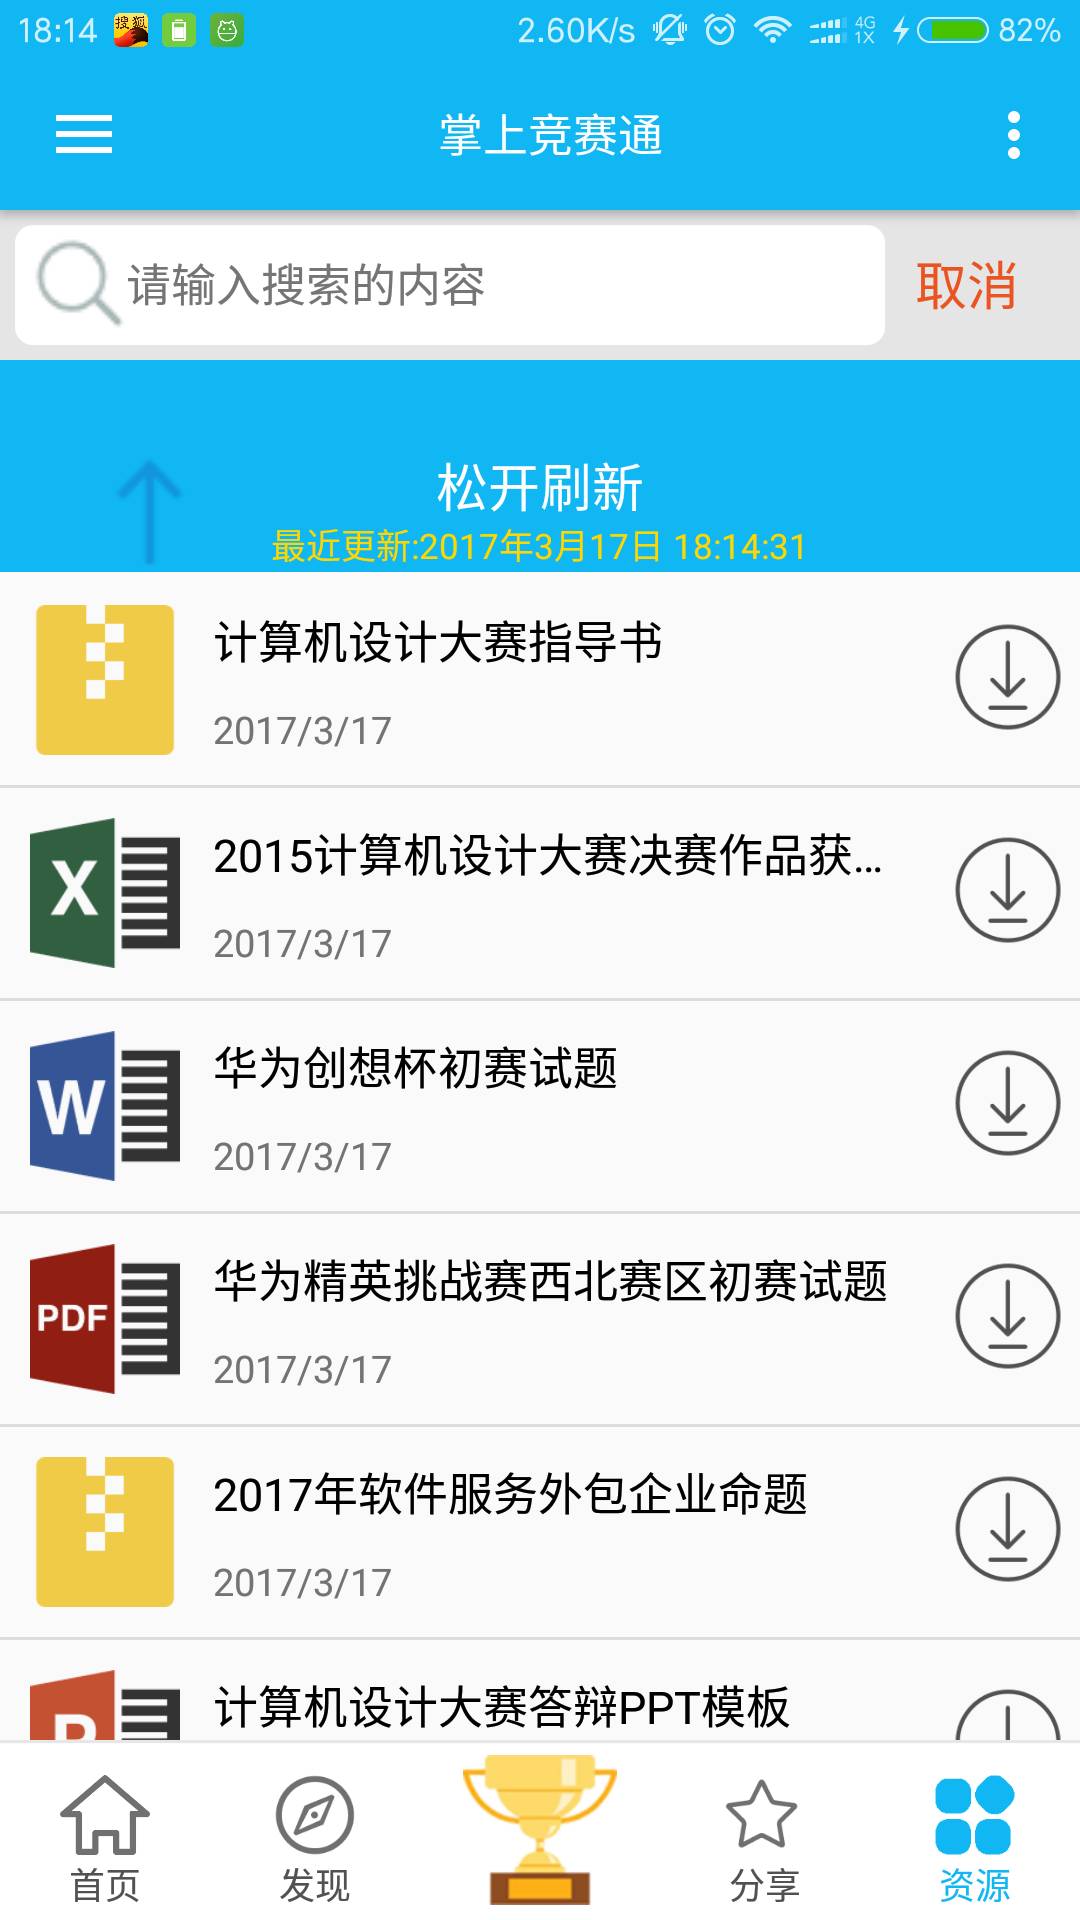 18:14 搜狐 2.60K/s 4G 1X 82%
掌上竞赛通
请输入搜索的内容 取消
松开刷新
最近更新:2017年3月17日 18:14:31
计算机设计大赛指导书
2017/3/17
X
2015计算机设计大赛决赛作品获...
2017/3/17
W
华为创想杯初赛试题
2017/3/17
PDF
华为精英挑战赛西北赛区初赛试题
2017/3/17
2017年软件服务外包企业命题
2017/3/17
P
计算机设计大赛答辩PPT模板
首页 发现 分享 资源